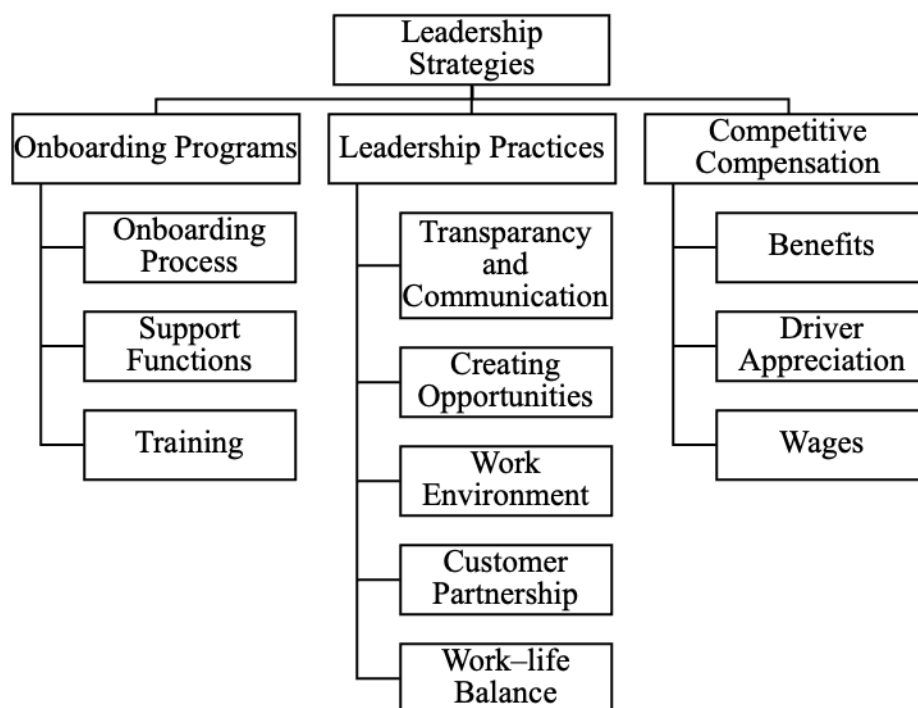 Leadership
Strategies
Onboarding Programs
Leadership Practices
Competitive
Compensation
Onboarding
Process
Support
Functions
Training
Transparancy
and
Communication
Creating
Opportunities
Work
Environment
Customer
Partnership
Work–life
Balance
Benefits
Driver
Appreciation
Wages